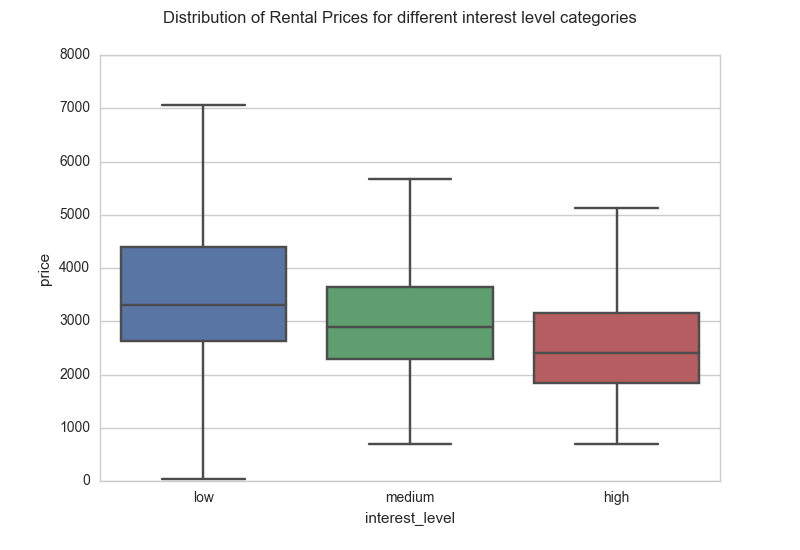 Distribution of Rental Prices for different interest level categories
8000
7000
6000
5000
4000
3000
2000
1000
0
price
low medium high
interest_level